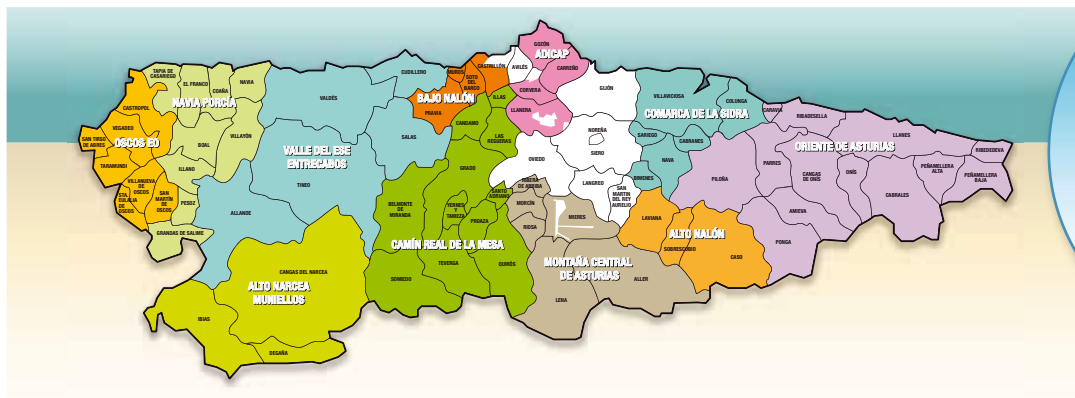 GOZÓN
ADICAP
CARREÑO
CORVERA
LLANERA
AVILÉS
CASTRILLÓN
GIJÓN
TAPIA DE
CASARIEGO
EL FRANCO
COAÑA
NAVIA
NAVIA PORCÍA
VILLAYÓN
BOAL
ILLANO
PESOZ
GRANDAS DE SALIME
CASTROPOL
VEGADEO
OSCOS EO
SAN TIRSO
DE ABRES
TARAMUNDI
VILLANUEVA
DE OSCOS
STA.
EULALIA
DE
OSCOS
SAN
MARTÍN
DE OSCOS
VALDÉS
CUDILLERO
SALAS
VALLE DEL ESE
ENTRECABOS
TINEO
ALLANDE
MUROS
SOTO
DEL
BARCO
BAJO NALÓN
PRAVIA
ILLAS
CANDAMO
LAS
REGUERAS
GRADO
BELMONTE
DE
MIRANDA
YERNES
Y
TAMEZA
PROAZA
SANTO
ADRIANO
CAMÍN REAL DE LA MESA
TEVERGA
QUIRÓS
SOMIEDO
NOREÑA
SIERO
OVIEDO
LANGREO
SAN
MARTIN
DEL REY
AURELIO
RIBERA
DE ARRIBA
MORCÍN
RIOSA
MIERES
MONTAÑA CENTRAL
DE ASTURIAS
ALLER
LENA
VILLAVICIOSA
COLUNGA
COMARCA DE LA SIDRA
SARIEGO
CABRANES
NAVA
BIMENES
CARAVIA
RIBADESELLA
LLANES
RIBEDEDEVA
ORIENTE DE ASTURIAS
PILOÑA
PARRES
CANGAS
DE ONÍS
ONÍS
CABRALES
PEÑAMELLERA
ALTA
PEÑAMELLERA
BAJA
AMIEVA
PONGA
LAVIANA
ALTO NALÓN
SOBRESCOBIO
CASO
CANGAS DEL NARCEA
ALTO NARCEA
MUNIELLOS
IBIAS
DEGAÑA